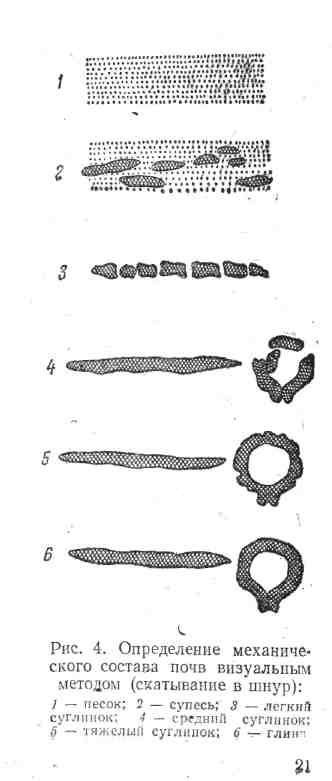 1
2
3
4
5
6
Рис. 4. Определение механиче-
ского состава почв визуальным
методом (скатывание в шнур):
1 — песок; 2 — супесь; 3 — легкий
суглинок; 4 — средний суглинок;
5 — тяжелый суглинок; 6 — глина
21